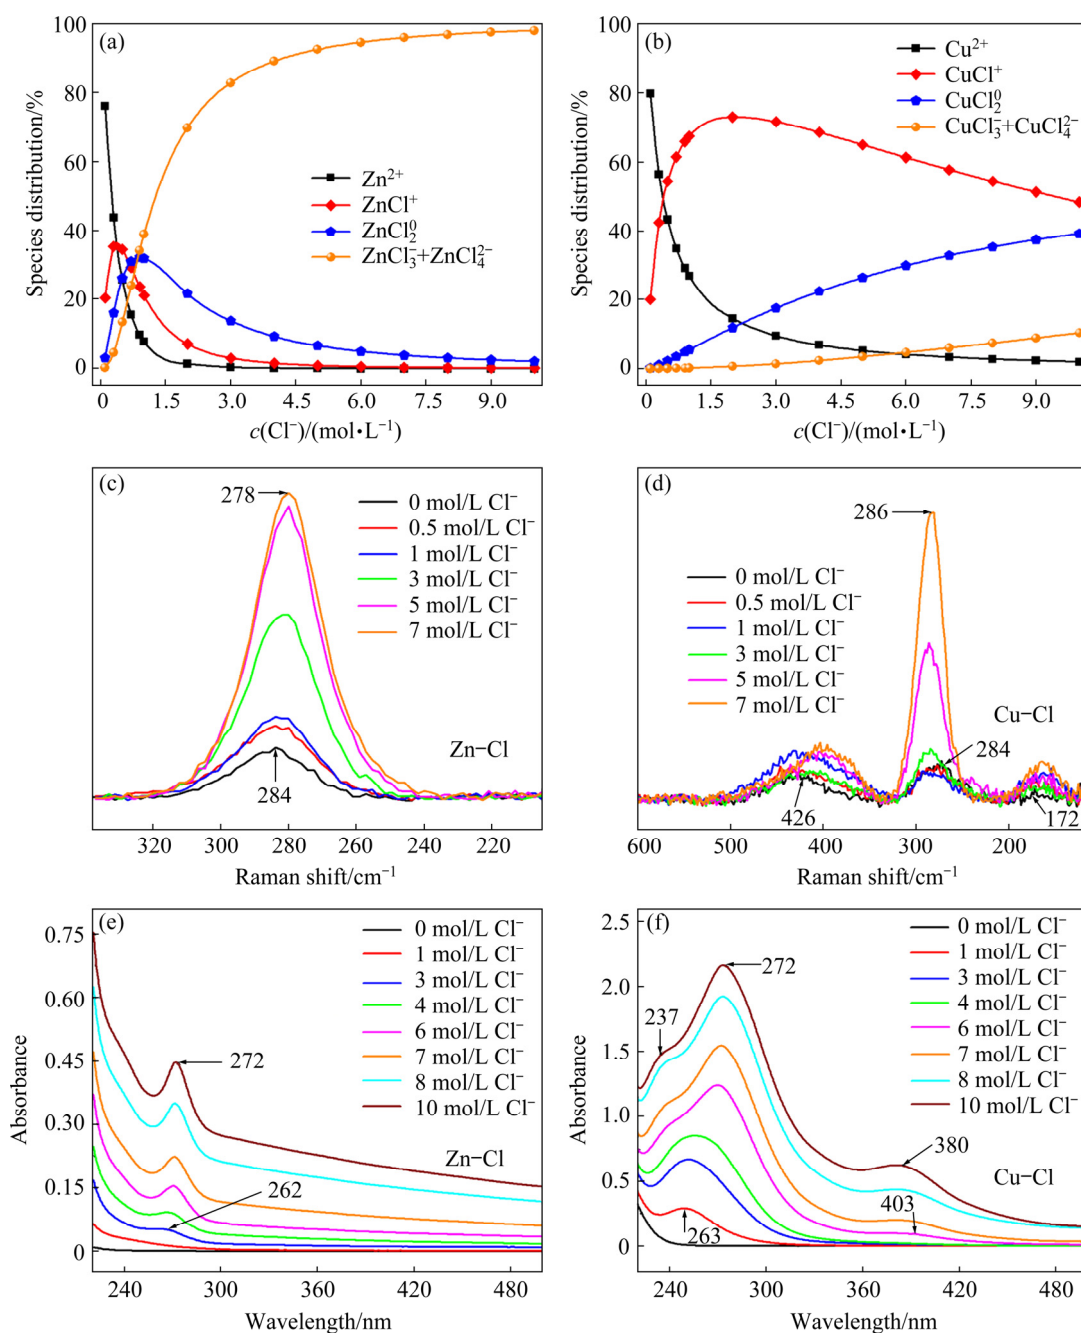 (a)
Species distribution/%
100
80
60
40
20
0
Zn²⁺
ZnCl⁺
ZnCl₂⁰
ZnCl₃⁻+ZnCl₄²⁻
0 1.5 3.0 4.5 6.0 7.5 9.0
c(Cl⁻)/(mol•L⁻¹)
(b)
Species distribution/%
100
80
60
40
20
0
Cu²⁺
CuCl⁺
CuCl₂⁰
CuCl₃⁻+CuCl₄²⁻
0 1.5 3.0 4.5 6.0 7.5 9.0
c(Cl⁻)/(mol•L⁻¹)
(c)
278
0 mol/L Cl⁻
0.5 mol/L Cl⁻
1 mol/L Cl⁻
3 mol/L Cl⁻
5 mol/L Cl⁻
7 mol/L Cl⁻
Zn−Cl
284
320 300 280 260 240 220
Raman shift/cm⁻¹
(d)
286
0 mol/L Cl⁻
0.5 mol/L Cl⁻
1 mol/L Cl⁻
3 mol/L Cl⁻
5 mol/L Cl⁻
7 mol/L Cl⁻
Cu−Cl
284
426
172
600 500 400 300 200
Raman shift/cm⁻¹
(e)
Absorbance
0.75
0.60
0.45
0.30
0.15
0
0 mol/L Cl⁻
1 mol/L Cl⁻
3 mol/L Cl⁻
4 mol/L Cl⁻
6 mol/L Cl⁻
7 mol/L Cl⁻
8 mol/L Cl⁻
10 mol/L Cl⁻
272
Zn−Cl
262
240 300 360 420 480
Wavelength/nm
(f)
Absorbance
2.5
2.0
1.5
1.0
0.5
0
0 mol/L Cl⁻
1 mol/L Cl⁻
3 mol/L Cl⁻
4 mol/L Cl⁻
6 mol/L Cl⁻
7 mol/L Cl⁻
8 mol/L Cl⁻
10 mol/L Cl⁻
272
237
380
Cu−Cl
403
263
240 300 360 420 480
Wavelength/nm